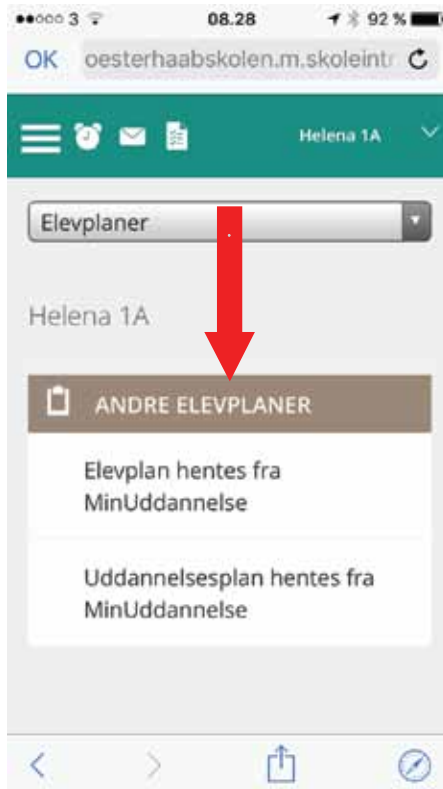 3 08.28 92 %
OK oesterhaabskolen.m.skoleintr
Helena 1A
Elevplaner
Helena 1A
ANDRE ELEVPLANER
Elevplan hentes fra
MinUddannelse
Uddannelsesplan hentes fra
MinUddannelse